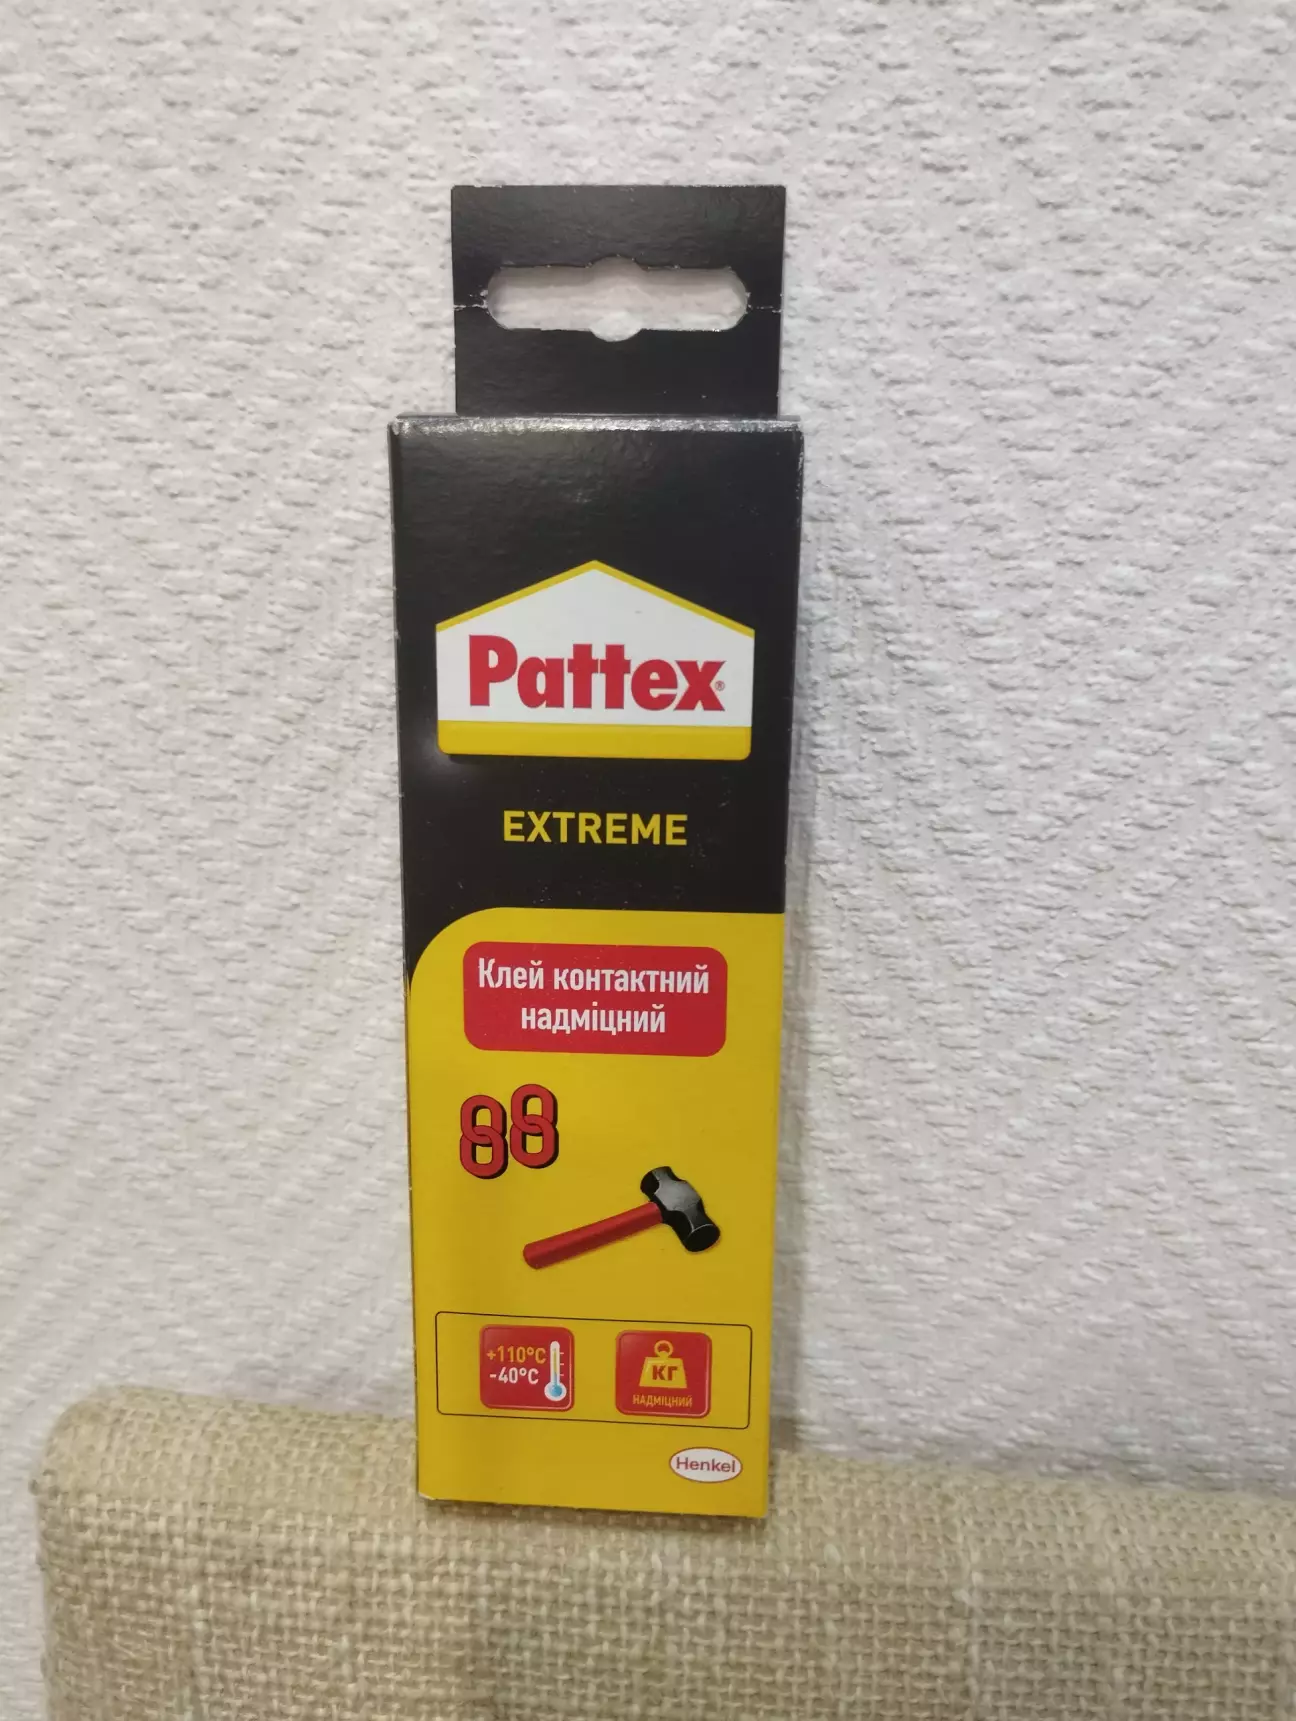 Pattex®
EXTREME
Клей контактний
надміцний
+110°C
-40°C
КГ
НАДМІЦНИЙ
Henkel